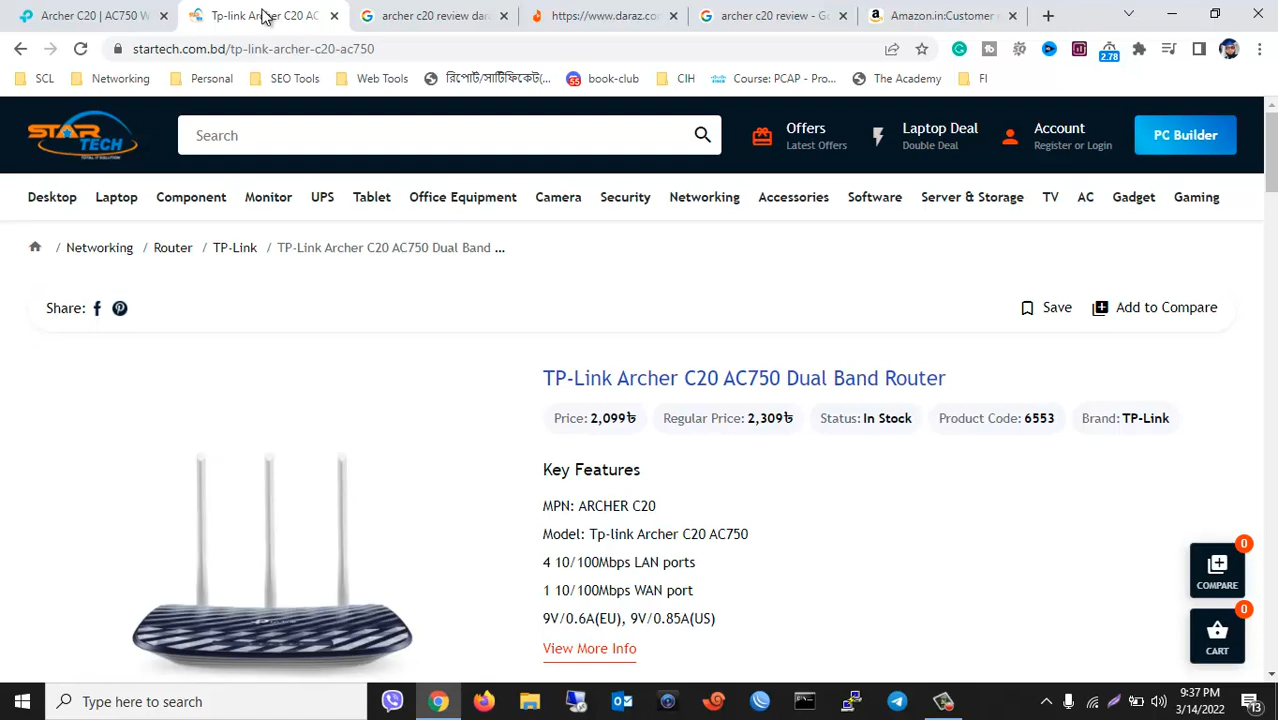 Archer C20 | AC750 W
Tp-link Archer C20 AC
archer c20 review dara
https://www.daraz.co
archer c20 review - Go
Amazon.in:Customer
startech.com.bd/tp-link-archer-c20-ac750
2.78
SCL
Networking
Personal
SEO Tools
Web Tools
রিপোর্ট/সার্টিফিকেট(...
55
book-club
CIH
Course: PCAP - Pro...
The Academy
FI
STAR TECH
Search
Offers
Latest Offers
Laptop Deal
Double Deal
Account
Register or Login
PC Builder
Desktop
Laptop
Component
Monitor
UPS
Tablet
Office Equipment
Camera
Security
Networking
Accessories
Software
Server & Storage
TV
AC
Gadget
Gaming
/ Networking / Router / TP-Link / TP-Link Archer C20 AC750 Dual Band ...
Share:
Save
Add to Compare
TP-Link Archer C20 AC750 Dual Band Router
Price: 2,099৳
Regular Price: 2,309৳
Status: In Stock
Product Code: 6553
Brand: TP-Link
Key Features
MPN: ARCHER C20
Model: Tp-link Archer C20 AC750
4 10/100Mbps LAN ports
1 10/100Mbps WAN port
9V/0.6A(EU), 9V/0.85A(US)
View More Info
0
COMPARE
0
CART
Type here to search
9:37 PM
3/14/2022
13